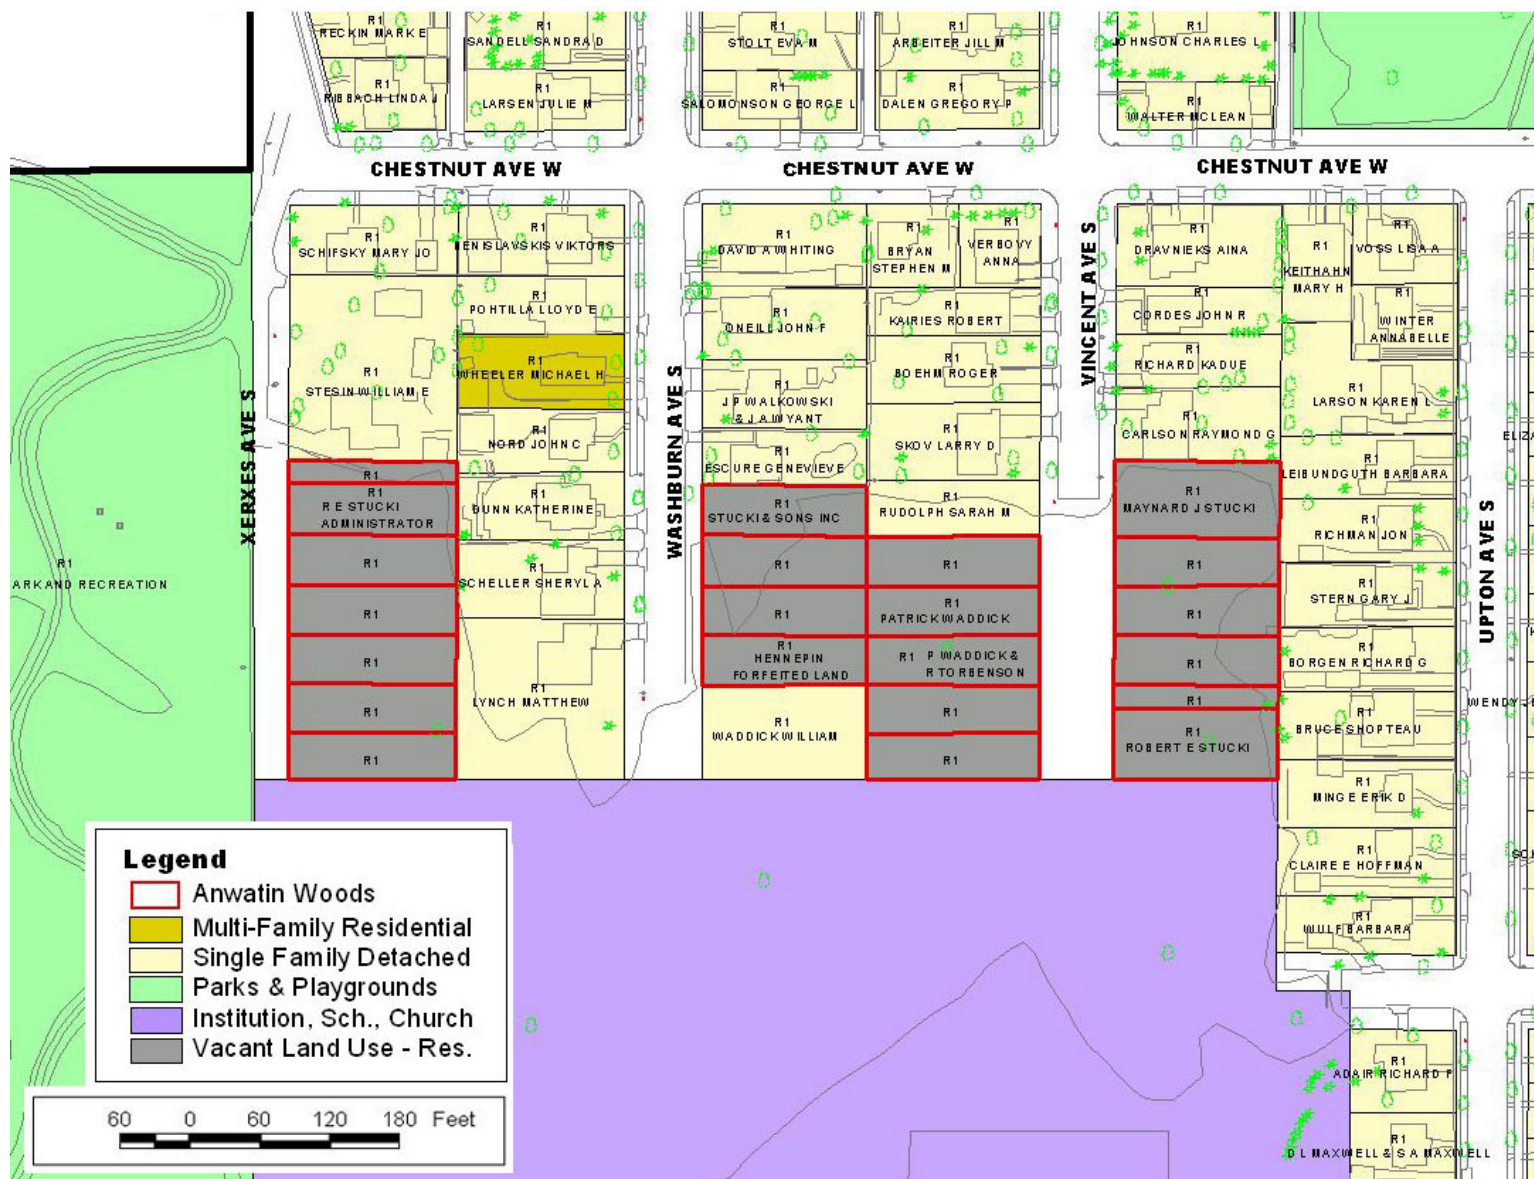 R1
RECKIN MARK E
R1
SANDELL SANDRA D
R1
STOLT EVA M
R1
ARBEITER JILL M
R1
JOHNSON CHARLES L
R1
RIBBACH LINDA J
R1
LARSEN JULIE M
R1
SALOMONSON GEORGE L
R1
DALEN GREGORY P
R1
WALTER MCLEAN
CHESTNUT AVE W
CHESTNUT AVE W
CHESTNUT AVE W
R1
SCHIFSKY MARY JO
R1
ENISLAVSKIS VIKTORS
R1
POHTILLA LLOYD E
R1
STESIN WILLIAM E
R1
WHEELER MICHAEL H
R1
NORD JOHN C
R1
R1
R E STUCKI
ADMINISTRATOR
R1
DUNN KATHERINE
R1
R1
SCHELLER SHERYL A
R1
R1
R1
LYNCH MATTHEW
R1
R1
XERXES AVE S
R1
ARK AND RECREATION
WASHBURN AVE S
R1
DAVID A WHITING
R1
BRYAN
STEPHEN M
R1
VERBOVY
ANNA
R1
ONEILL JOHN F
R1
KAIRIES ROBERT
R1
J P WALKOWSKI
& J A WYANT
R1
BOEHM ROGER
R1
ESCURE GENEVIEVE
R1
SKOV LARRY D
R1
STUCKI & SONS INC
R1
RUDOLPH SARAH M
R1
R1
R1
R1
PATRICK WADDICK
R1
HENNEPIN
FORFEITED LAND
R1 P WADDICK &
R TORBENSON
R1
WADDICK WILLIAM
R1
R1
VINCENT AVE S
R1
DRAVNIEKS AINA
R1
KEITHAHN
MARY H
R1
VOSS LISA A
R1
CORDES JOHN R
R1
WINTER
ANNABELLE
R1
RICHARD KADUE
R1
LARSON KAREN L
R1
CARLSON RAYMOND G
R1
LEIBUNDGUTH BARBARA
R1
MAYNARD J STUCKI
R1
RICHMAN JON
R1
R1
STERN GARY J
R1
R1
R1
BORGEN RICHARD G
R1
R1
BRUCE SHOPTEAU
R1
ROBERT E STUCKI
R1
MINGE ERIK D
R1
CLAIRE E HOFFMAN
R1
WULF BARBARA
UPTON AVE S
ELIZA
WENDY
R1
ADAIR RICHARD P
R1
D L MAXWELL & S A MAXWELL
Legend
Anwatin Woods
Multi-Family Residential
Single Family Detached
Parks & Playgrounds
Institution, Sch., Church
Vacant Land Use - Res.
60 0 60 120 180 Feet